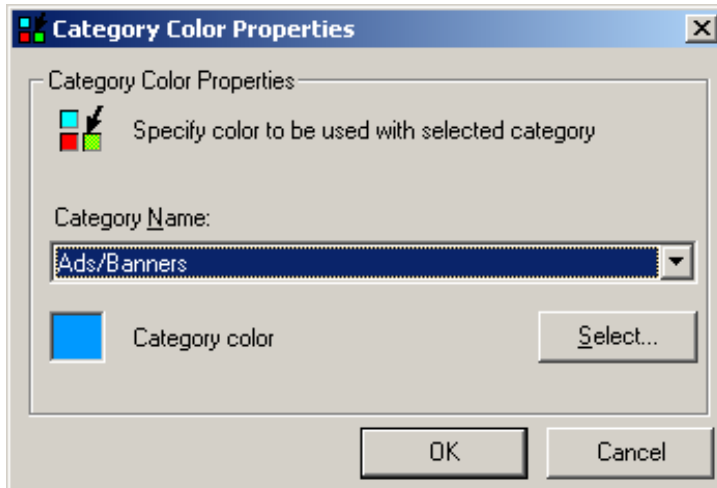 Category Color Properties
Category Color Properties
Specify color to be used with selected category
Category Name:
Ads/Banners
Category color
Select...
OK
Cancel